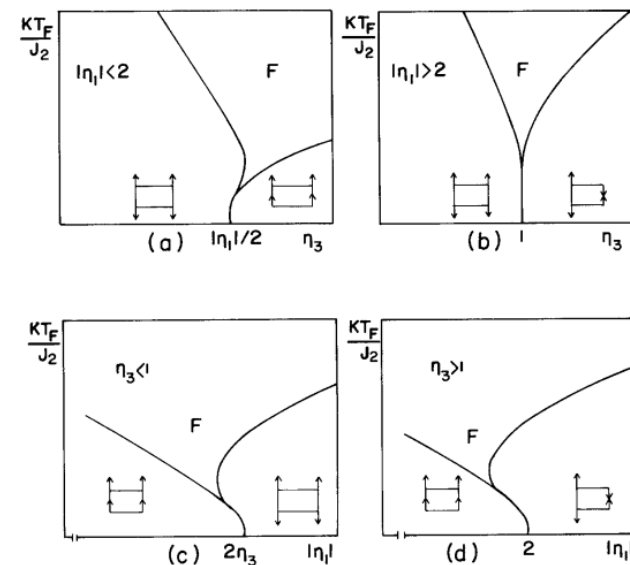 KT_F
J_2
|η_1|<2
F
(a)
|η_1|/2
η_3
KT_F
J_2
|η_1|>2
F
(b)
1
η_3
KT_F
J_2
η_3<1
F
(c)
2η_3
|η_1|
KT_F
J_2
η_3>1
F
(d)
2
|η_1|